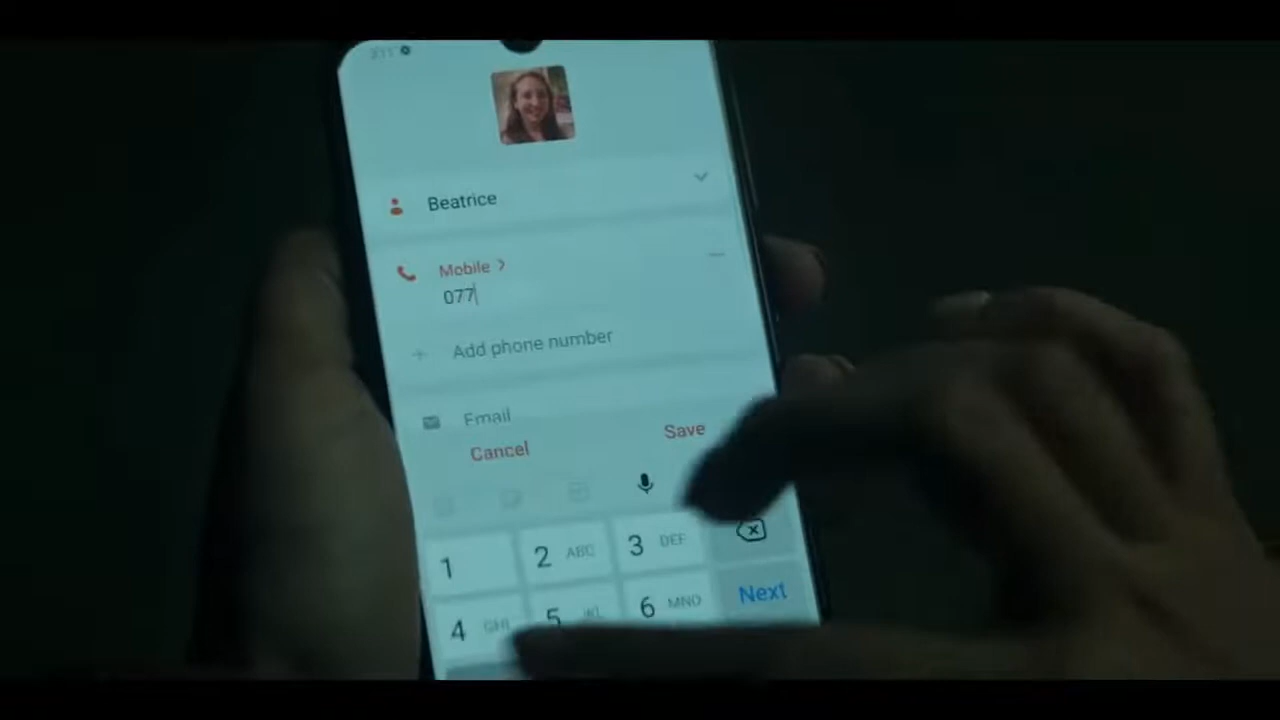 Beatrice
Mobile >
077
Add phone number
Email
Cancel
Save
1
2 ABC
3 DEF
4 GHI
5
6 MNO
Next